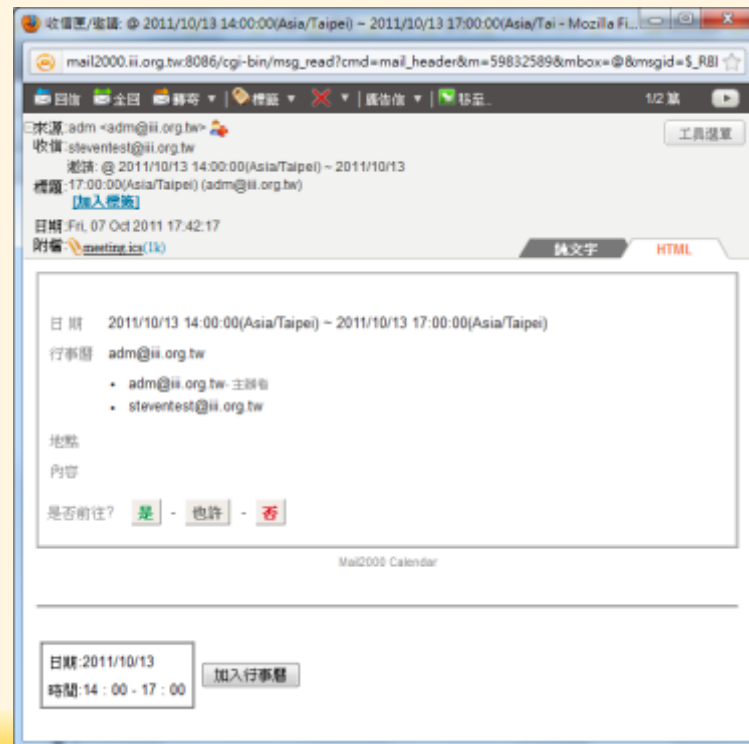 收信匣/邀請: @ 2011/10/13 14:00:00(Asia/Taipei) ~ 2011/10/13 17:00:00(Asia/Tai - Mozilla Fi...
mail2000.iii.org.tw:8086/cgi-bin/msg_read?cmd=mail_header&m=59832589&mbox=@&msgid=$_R8I
回信 全回 轉寄 標籤 廣告信 移至.. 1/2 篇
來源:adm <adm@iii.org.tw>
工具選單
收信:steventest@iii.org.tw
邀請: @ 2011/10/13 14:00:00(Asia/Taipei) ~ 2011/10/13
標題:17:00:00(Asia/Taipei) (adm@iii.org.tw)
[加入標籤]
日期:Fri, 07 Oct 2011 17:42:17
附檔:meeting.ics(1k)
純文字 HTML
日期 2011/10/13 14:00:00(Asia/Taipei) ~ 2011/10/13 17:00:00(Asia/Taipei)
行事曆 adm@iii.org.tw
• adm@iii.org.tw- 主辦者
• steventest@iii.org.tw
地點
內容
是否前往? 是 - 也許 - 否
Mail2000 Calendar
日期:2011/10/13
時間:14 : 00 - 17 : 00
加入行事曆